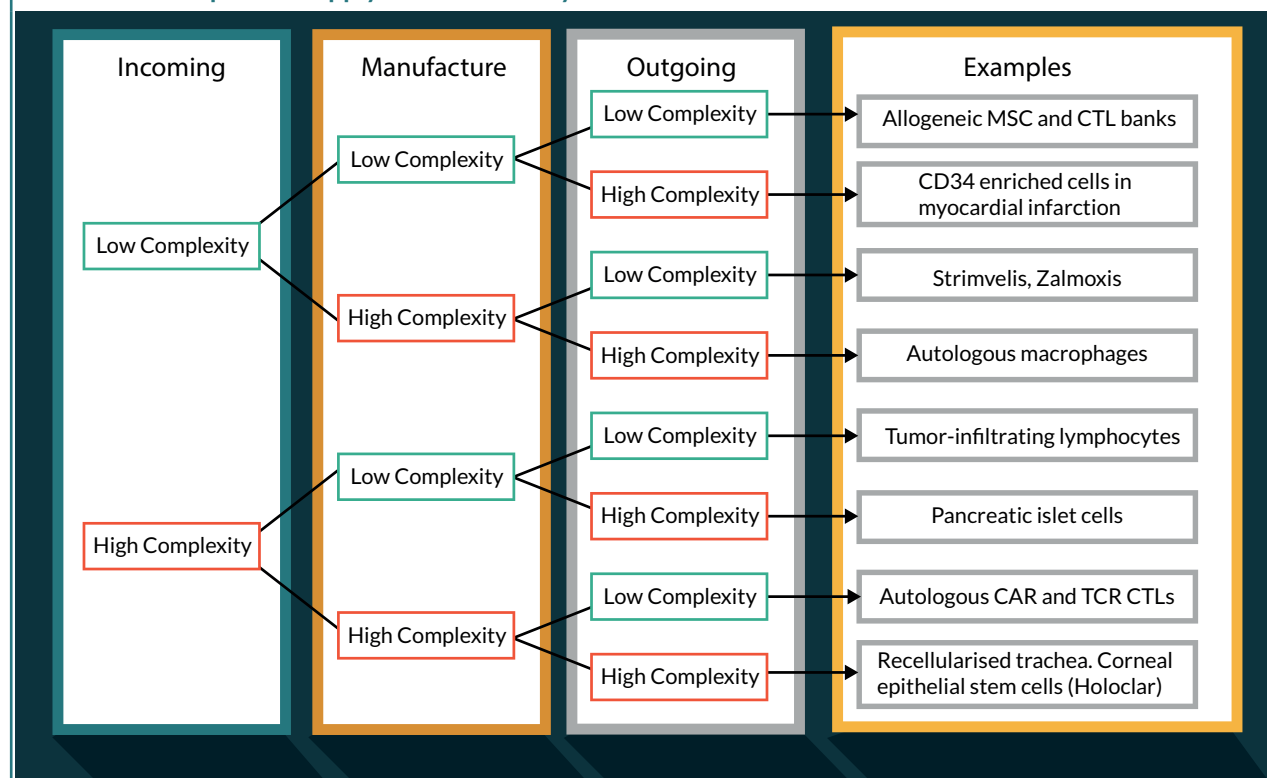 Incoming
Manufacture
Outgoing
Examples
Low Complexity
High Complexity
Low Complexity
High Complexity
Low Complexity
High Complexity
Low Complexity
High Complexity
Low Complexity
High Complexity
Low Complexity
High Complexity
Low Complexity
High Complexity
Allogeneic MSC and CTL banks
CD34 enriched cells in
myocardial infarction
Strimvelis, Zalmoxis
Autologous macrophages
Tumor-infiltrating lymphocytes
Pancreatic islet cells
Autologous CAR and TCR CTLs
Recellularised trachea. Corneal
epithelial stem cells (Holoclar)